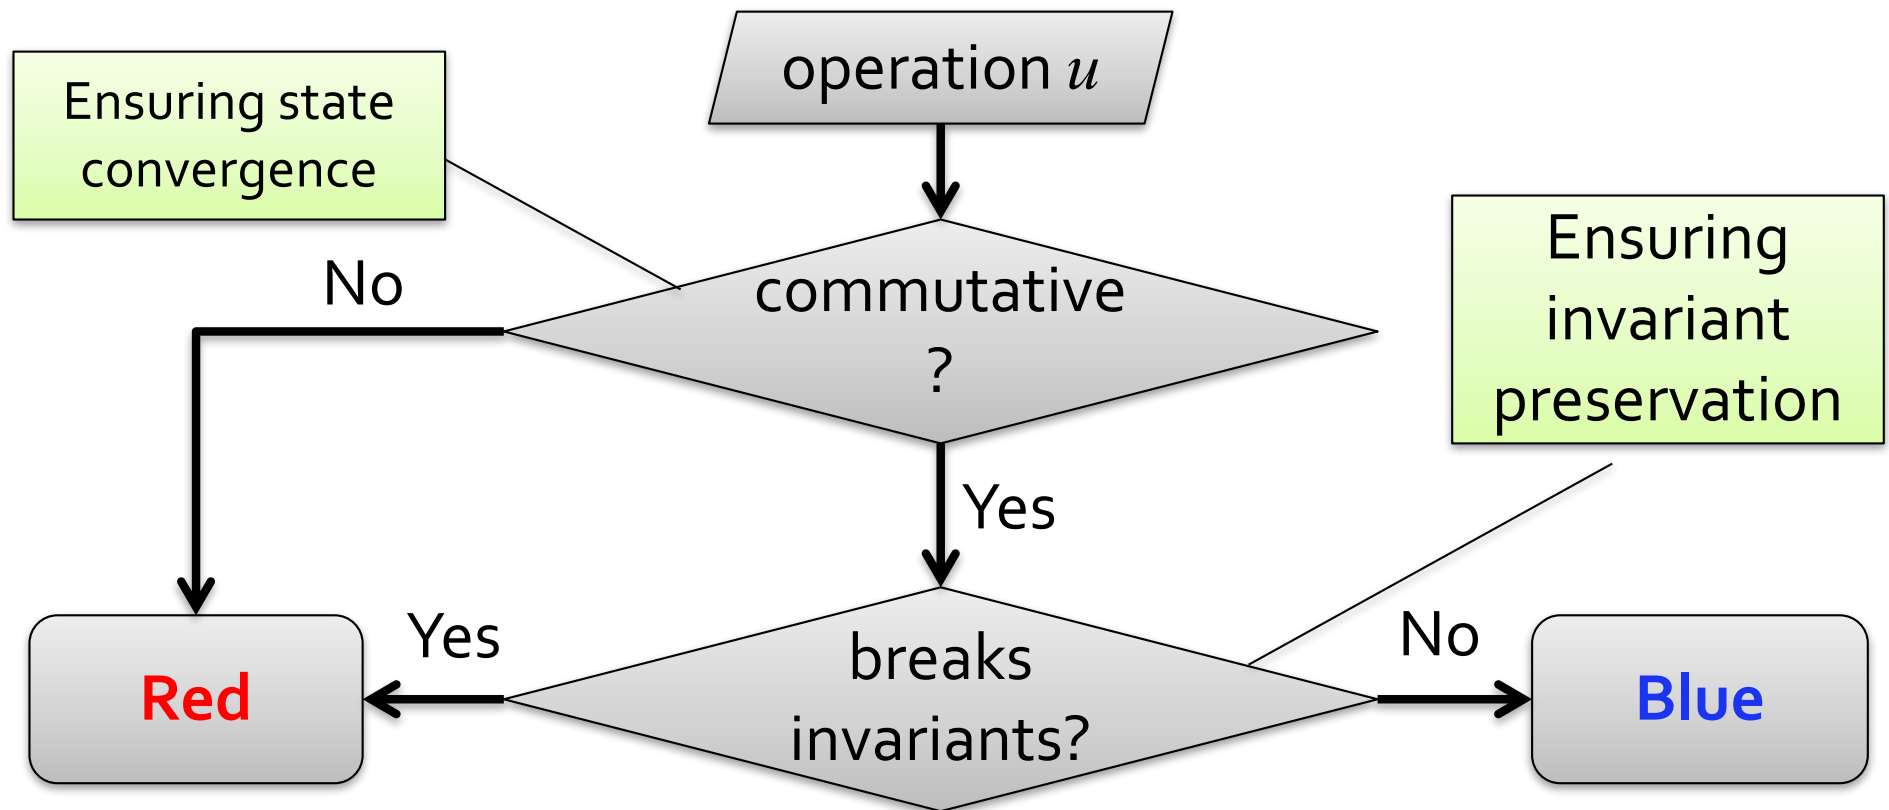 operation u
Ensuring state
convergence
Ensuring
invariant
preservation
No
commutative
?
Yes
Yes
breaks
invariants?
No
Red
Blue